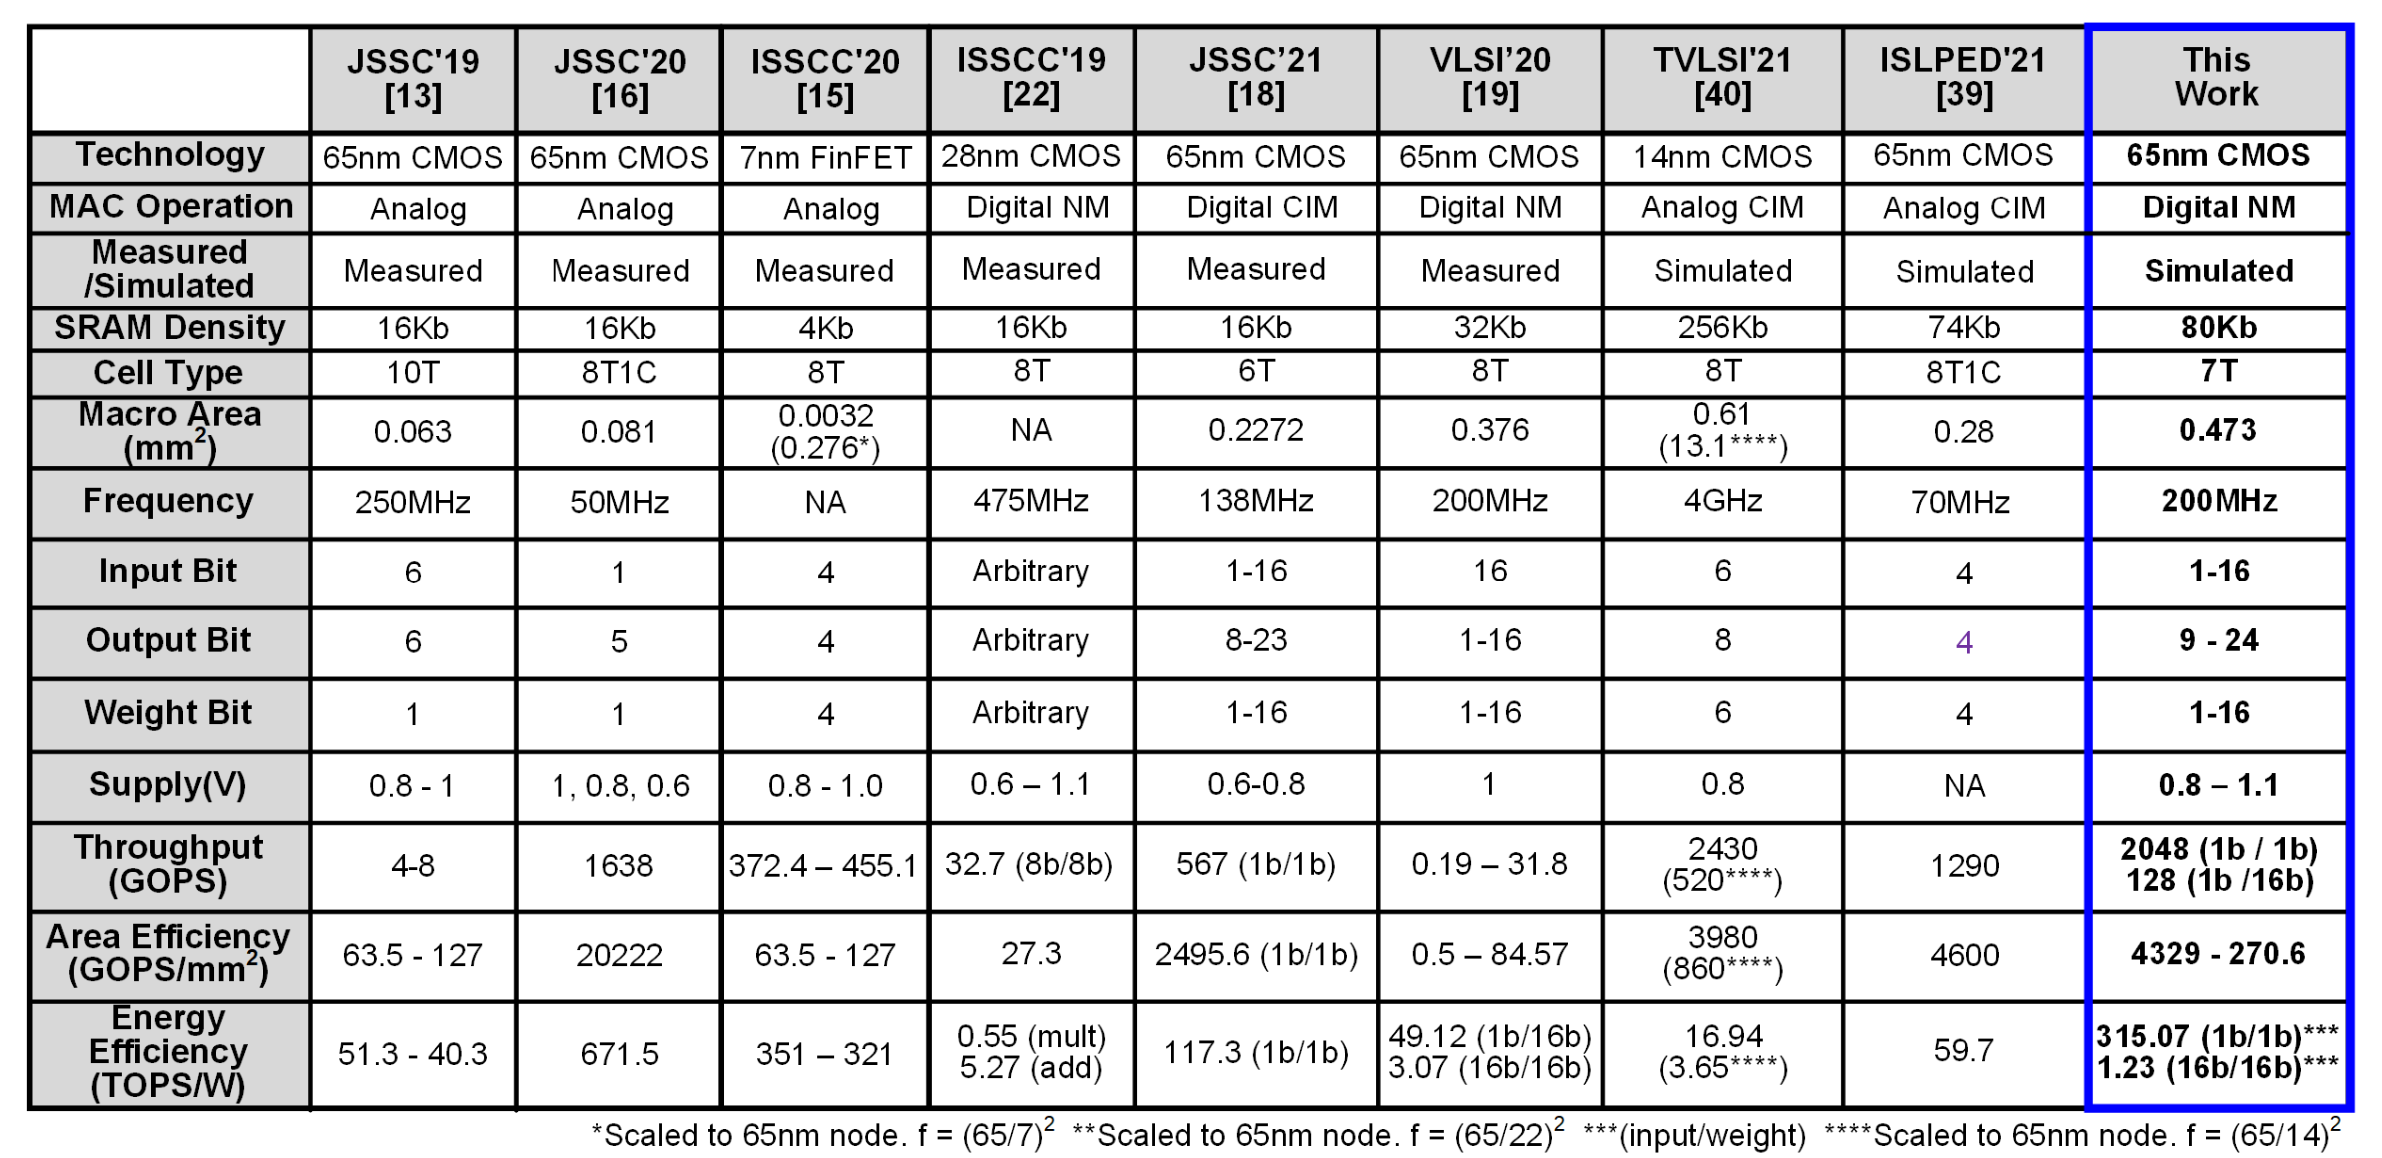 JSSC'19 [13] JSSC'20 [16] ISSCC'20 [15] ISSCC'19 [22] JSSC’21 [18] VLSI’20 [19] TVLSI'21 [40] ISLPED'21 [39] This Work
Technology 65nm CMOS 65nm CMOS 7nm FinFET 28nm CMOS 65nm CMOS 65nm CMOS 14nm CMOS 65nm CMOS 65nm CMOS
MAC Operation Analog Analog Analog Digital NM Digital CIM Digital NM Analog CIM Analog CIM Digital NM
Measured /Simulated Measured Measured Measured Measured Measured Measured Simulated Simulated Simulated
SRAM Density 16Kb 16Kb 4Kb 16Kb 16Kb 32Kb 256Kb 74Kb 80Kb
Cell Type 10T 8T1C 8T 8T 6T 8T 8T 8T1C 7T
Macro Area (mm²) 0.063 0.081 0.0032 (0.276*) NA 0.2272 0.376 0.61 (13.1****) 0.28 0.473
Frequency 250MHz 50MHz NA 475MHz 138MHz 200MHz 4GHz 70MHz 200MHz
Input Bit 6 1 4 Arbitrary 1-16 16 6 4 1-16
Output Bit 6 5 4 Arbitrary 8-23 1-16 8 4 9 - 24
Weight Bit 1 1 4 Arbitrary 1-16 1-16 6 4 1-16
Supply(V) 0.8 - 1 1, 0.8, 0.6 0.8 - 1.0 0.6 – 1.1 0.6-0.8 1 0.8 NA 0.8 – 1.1
Throughput (GOPS) 4-8 1638 372.4 – 455.1 32.7 (8b/8b) 567 (1b/1b) 0.19 – 31.8 2430 (520****) 1290 2048 (1b / 1b) 128 (1b /16b)
Area Efficiency (GOPS/mm²) 63.5 - 127 20222 63.5 - 127 27.3 2495.6 (1b/1b) 0.5 – 84.57 3980 (860****) 4600 4329 - 270.6
Energy Efficiency (TOPS/W) 51.3 - 40.3 671.5 351 – 321 0.55 (mult) 5.27 (add) 117.3 (1b/1b) 49.12 (1b/16b) 3.07 (16b/16b) 16.94 (3.65****) 59.7 315.07 (1b/1b)*** 1.23 (16b/16b)***
*Scaled to 65nm node. f = (65/7)² **Scaled to 65nm node. f = (65/22)² ***(input/weight) ****Scaled to 65nm node. f = (65/14)²